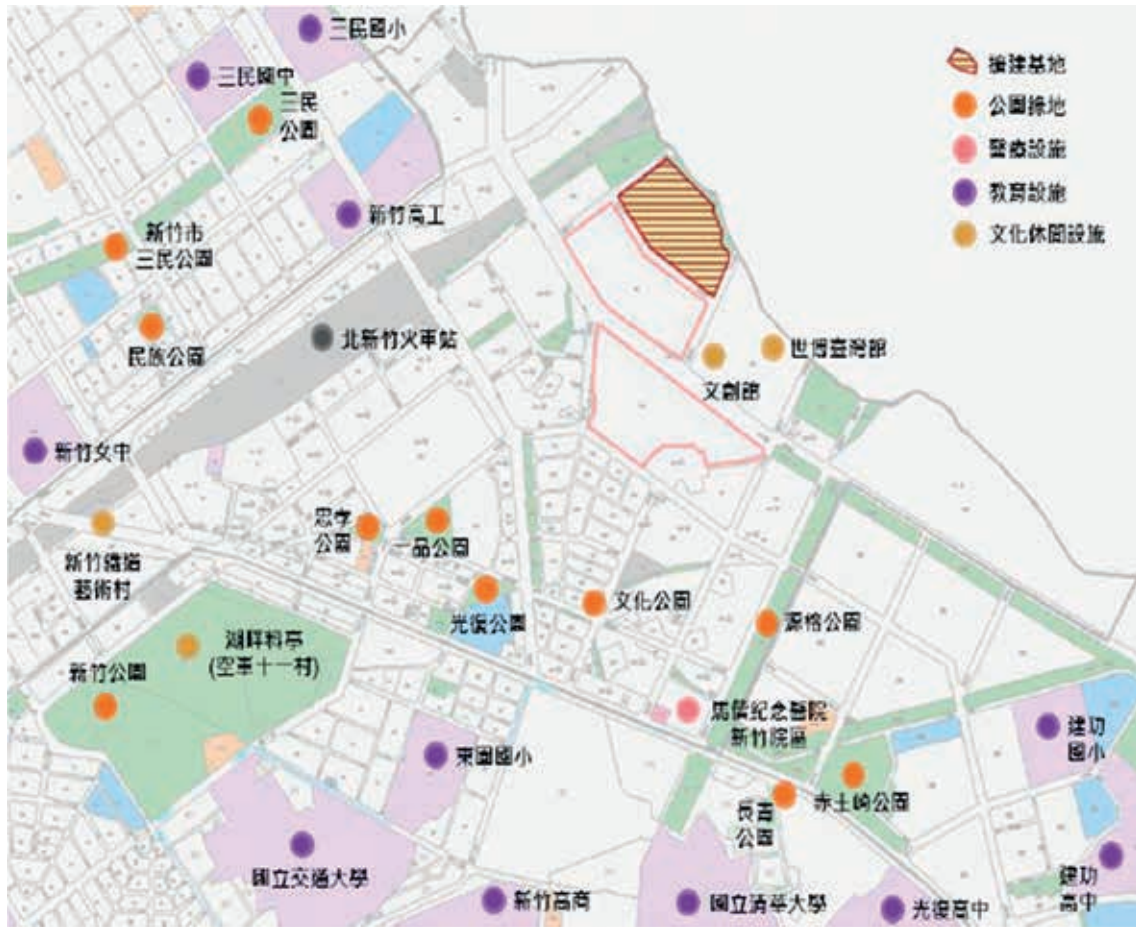 三民國小
三民國中
三民
公園
擴建基地
公園綠地
醫療設施
教育設施
文化休閒設施
新竹高工
新竹市
三民公園
北新竹火車站
民族公園
世博臺灣館
文創館
新竹女中
忠孝
公園
一品公園
新竹鐵道
藝術村
光復公園
文化公園
源格公園
湖畔料亭
(空軍十一村)
新竹公園
馬偕紀念醫院
新竹院區
建功
國小
東園國小
長青
公園
赤土崎公園
國立交通大學
新竹高商
國立清華大學
光復高中
建功
高中